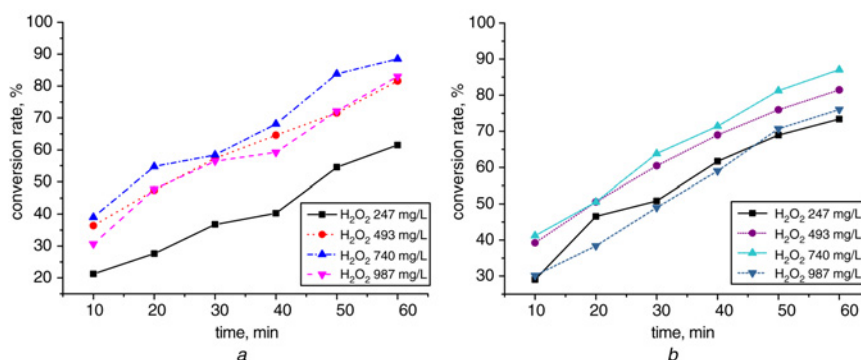 100
90
80
70
60
50
40
30
20
conversion rate, %
10 20 30 40 50 60
time, min
H₂O₂ 247 mg/L
H₂O₂ 493 mg/L
H₂O₂ 740 mg/L
H₂O₂ 987 mg/L
a
100
90
80
70
60
50
40
30
conversion rate, %
10 20 30 40 50 60
time, min
H₂O₂ 247 mg/L
H₂O₂ 493 mg/L
H₂O₂ 740 mg/L
H₂O₂ 987 mg/L
b